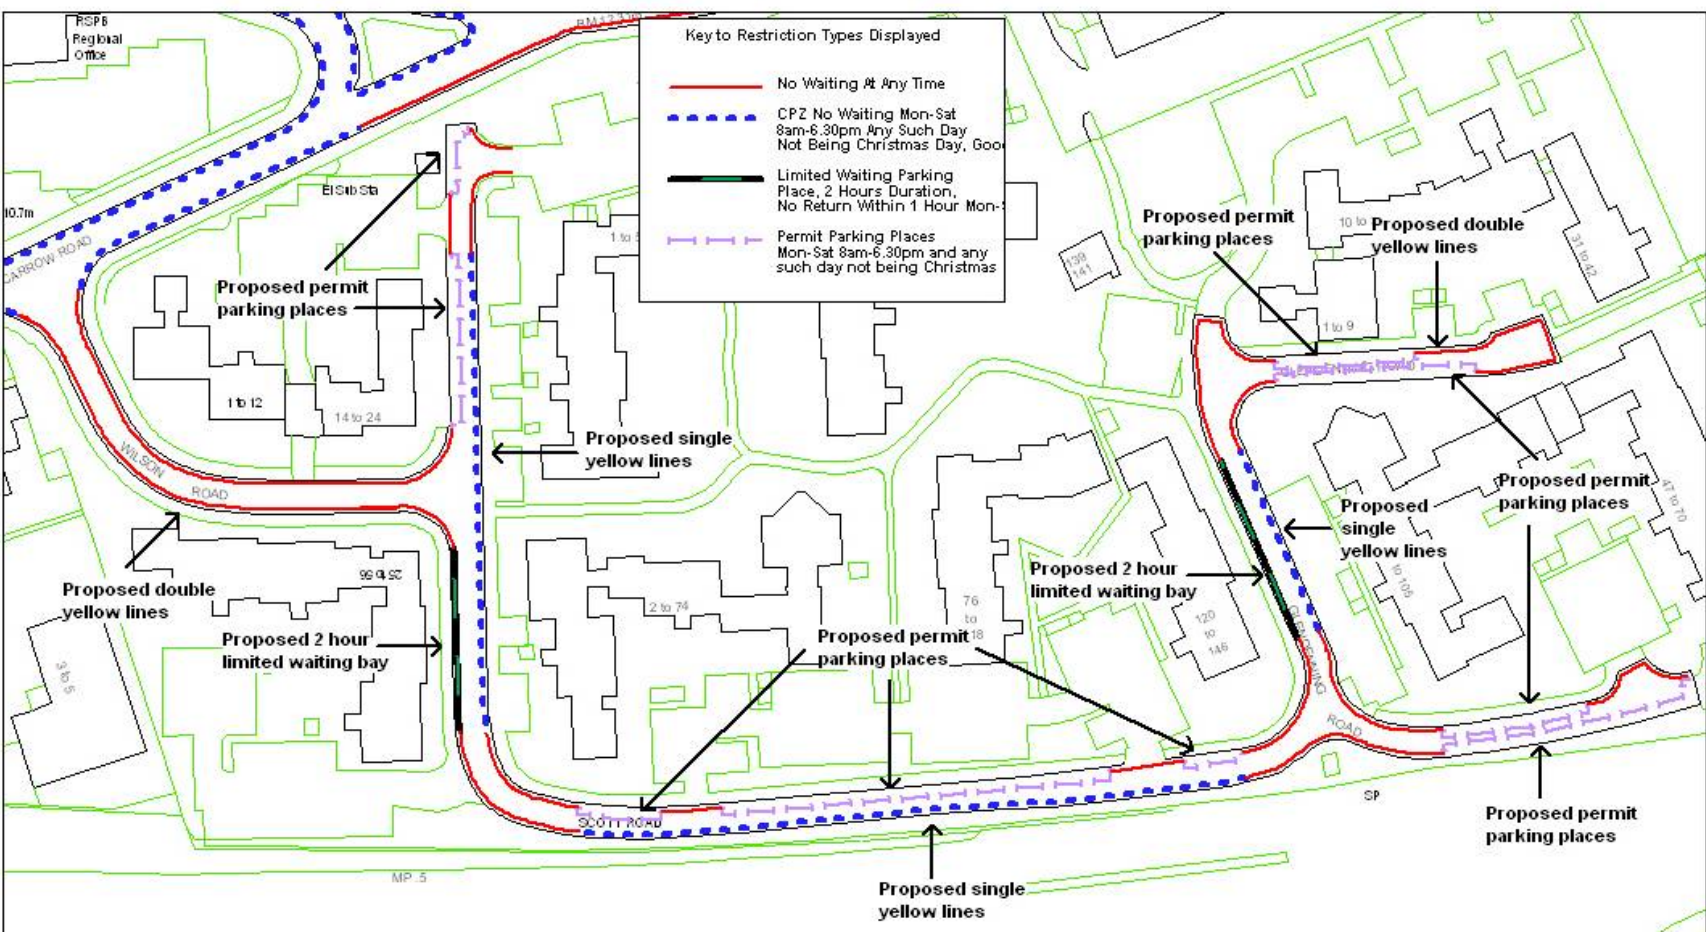 RSPB
Regional
Office
Key to Restriction Types Displayed
No Waiting At Any Time
CPZ No Waiting Mon-Sat
8am-6.30pm Any Such Day
Not Being Christmas Day, Goo
Limited Waiting Parking
Place, 2 Hours Duration,
No Return Within 1 Hour Mon-
Permit Parking Places
Mon-Sat 8am-6.30pm and any
such day not being Christmas
El Sub Sta
10.7m
CARROW ROAD
Proposed permit
parking places
1 to 12
14 to 24
WILSON
ROAD
Proposed single
yellow lines
Proposed permit
parking places
10 to
Proposed double
yellow lines
31 to 42
139
141
1 to 9
Proposed permit
parking places
47 to 70
Proposed
single
yellow lines
to 105
Proposed double
yellow lines
3 to 5
Proposed 2 hour
limited waiting bay
2 to 74
76
to
Proposed permit
parking places
Proposed 2 hour
limited waiting bay
120
to
146
GLENDENNING
ROAD
SCOTT ROAD
MP .5
SP
Proposed permit
parking places
Proposed single
yellow lines